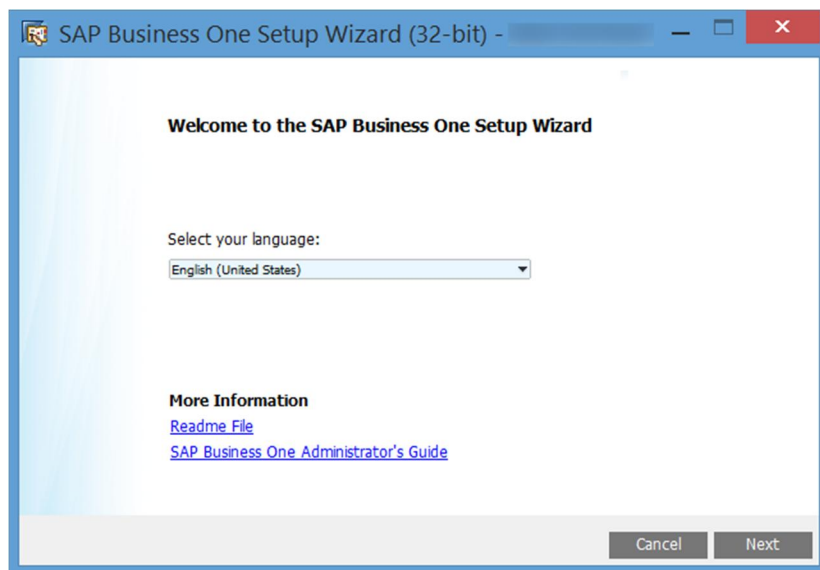 SAP Business One Setup Wizard (32-bit) -
Welcome to the SAP Business One Setup Wizard
Select your language:
English (United States)
More Information
Readme File
SAP Business One Administrator's Guide
Cancel Next